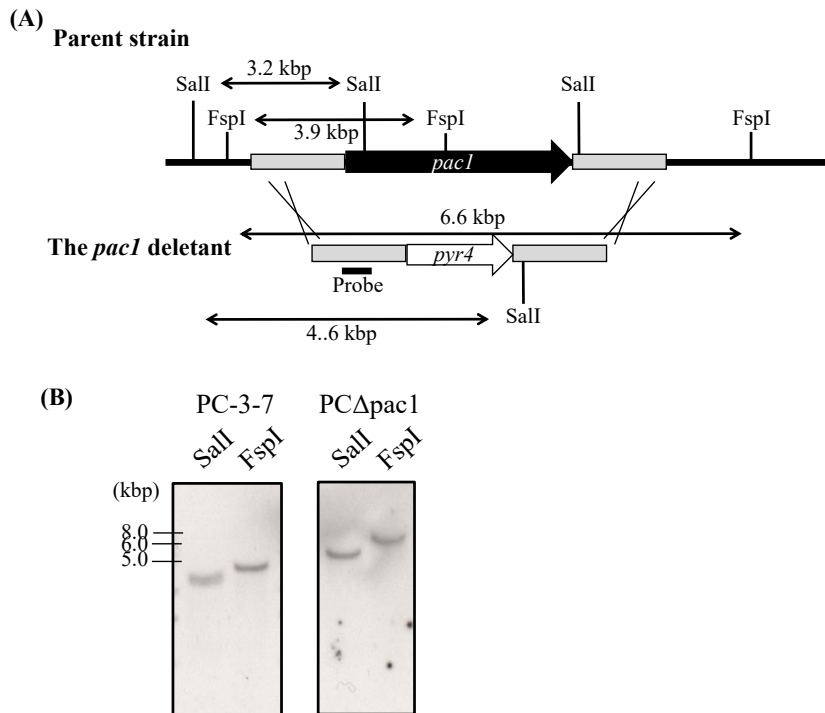 (A)
Parent strain
3.2 kbp
SalI
SalI
SalI
FspI
3.9 kbp
FspI
FspI
pac1
6.6 kbp
The pac1 deletant
pyr4
Probe
SalI
4..6 kbp
(B)
PC-3-7
PCΔpac1
SalI
FspI
SalI
FspI
(kbp)
8.0
6.0
5.0